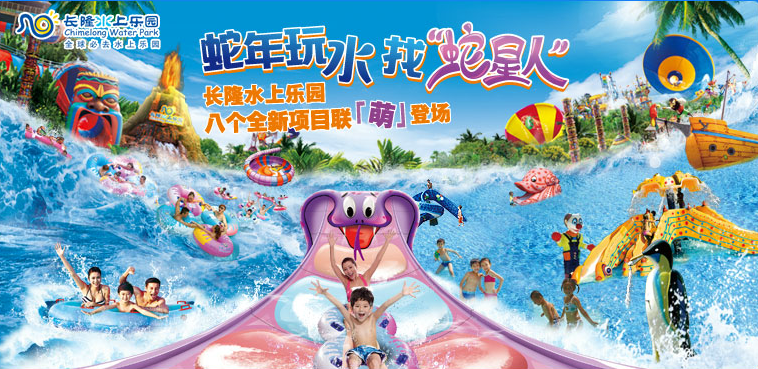 长隆水上乐园
Chimelong Water Park
全球必去水上乐园
蛇年玩水 找“蛇星人”
长隆水上乐园
八个全新项目联「萌」登场